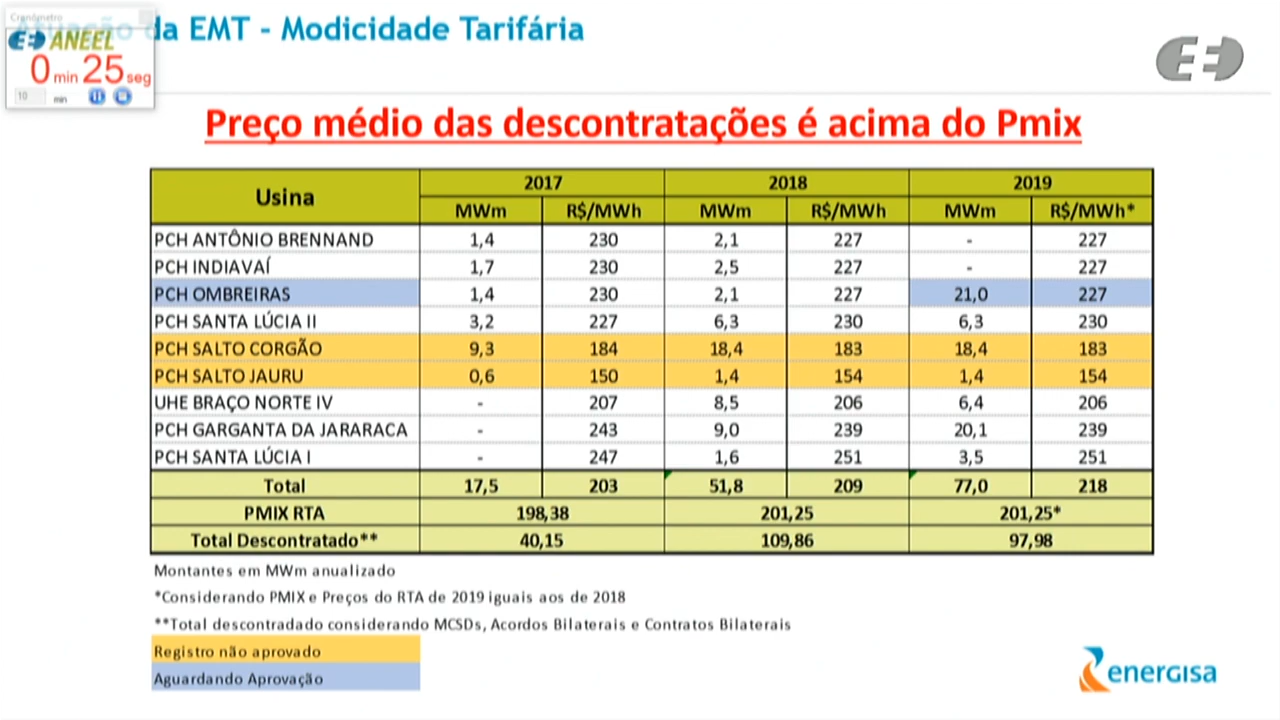 Cronômetro
Atuação da EMT - Modicidade Tarifária
ANEEL
0 min 25 seg
10 min
Preço médio das descontratações é acima do Pmix
Usina 2017 2018 2019
MWm R$/MWh MWm R$/MWh MWm R$/MWh*
PCH ANTÔNIO BRENNAND 1,4 230 2,1 227 - 227
PCH INDIAVAÍ 1,7 230 2,5 227 - 227
PCH OMBREIRAS 1,4 230 2,1 227 21,0 227
PCH SANTA LÚCIA II 3,2 227 6,3 230 6,3 230
PCH SALTO CORGÃO 9,3 184 18,4 183 18,4 183
PCH SALTO JAURU 0,6 150 1,4 154 1,4 154
UHE BRAÇO NORTE IV - 207 8,5 206 6,4 206
PCH GARGANTA DA JARARACA - 243 9,0 239 20,1 239
PCH SANTA LÚCIA I - 247 1,6 251 3,5 251
Total 17,5 203 51,8 209 77,0 218
PMIX RTA 198,38 201,25 201,25*
Total Descontratado** 40,15 109,86 97,98
Montantes em MWm anualizado
*Considerando PMIX e Preços do RTA de 2019 iguais aos de 2018
**Total descontradado considerando MCSDs, Acordos Bilaterais e Contratos Bilaterais
Registro não aprovado
Aguardando Aprovação
energisa